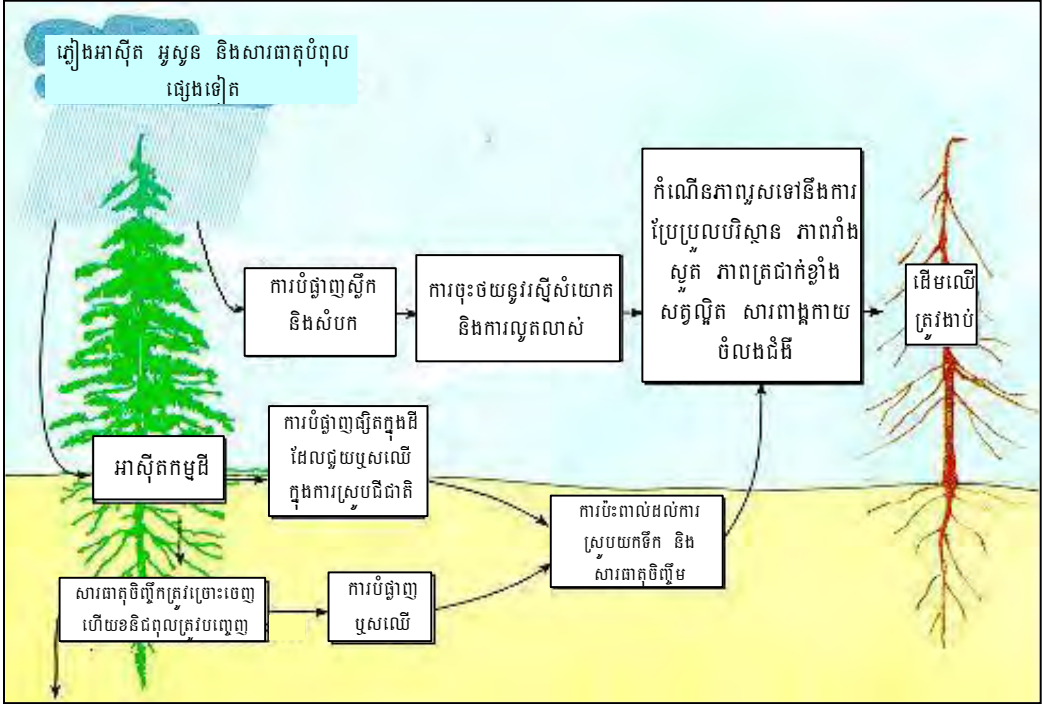 ភ្លៀងអាស៊ីត អូសូន និងសារធាតុបំពុល
ផ្សេងទៀត
ការបំផ្លាញស្លឹក
និងសំបក
ការចុះថយនូវរស្មីសំយោគ
និងការលូតលាស់
កំណើនភាពរួសទៅនឹងការ
ប្រែប្រួលបរិស្ថាន ភាពរាំង
ស្ងួត ភាពត្រជាក់ខ្លាំង
សត្វល្អិត សារពាង្គកាយ
ចំលងជំងឺ
ដើមឈើ
ត្រូវងាប់
អាស៊ីតកម្មដី
ការបំផ្លាញផ្សិតក្នុងដី
ដែលជួយឬសឈើ
ក្នុងការស្រូបជីជាតិ
ការប៉ះពាល់ដល់ការ
ស្រូបយកទឹក និង
សារធាតុចិញ្ចឹម
សារធាតុចិញ្ចឹកត្រូវច្រោះចេញ
ហើយខនិជពុលត្រូវបញ្ចេញ
ការបំផ្លាញ
ឬសឈើ